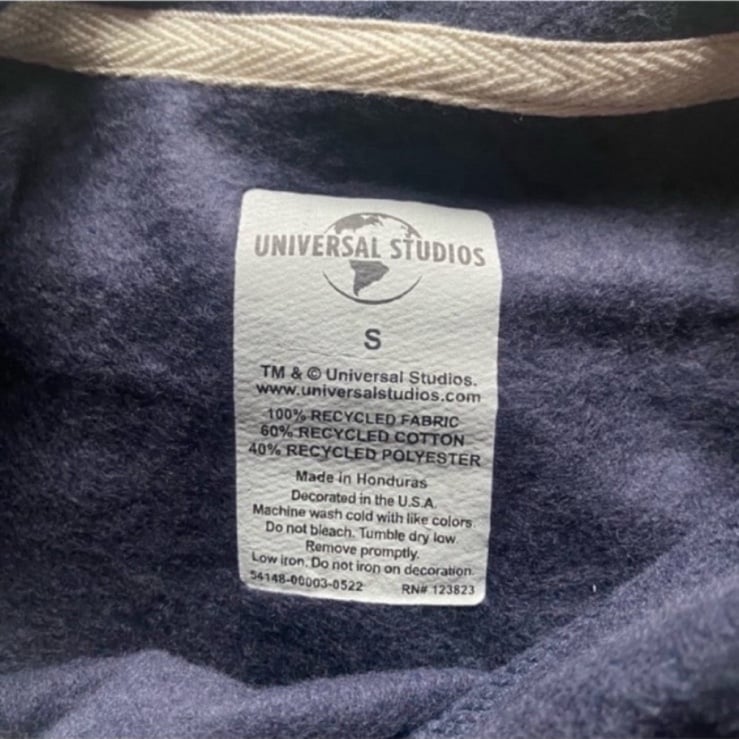 UNIVERSAL STUDIOS
S
TM & © Universal Studios.
www.universalstudios.com
100% RECYCLED FABRIC
60% RECYCLED COTTON
40% RECYCLED POLYESTER
Made in Honduras
Decorated in the U.S.A.
Machine wash cold with like colors.
Do not bleach. Tumble dry low.
Remove promptly.
Low iron. Do not iron on decoration.
54148-00003-0522 RN# 123823